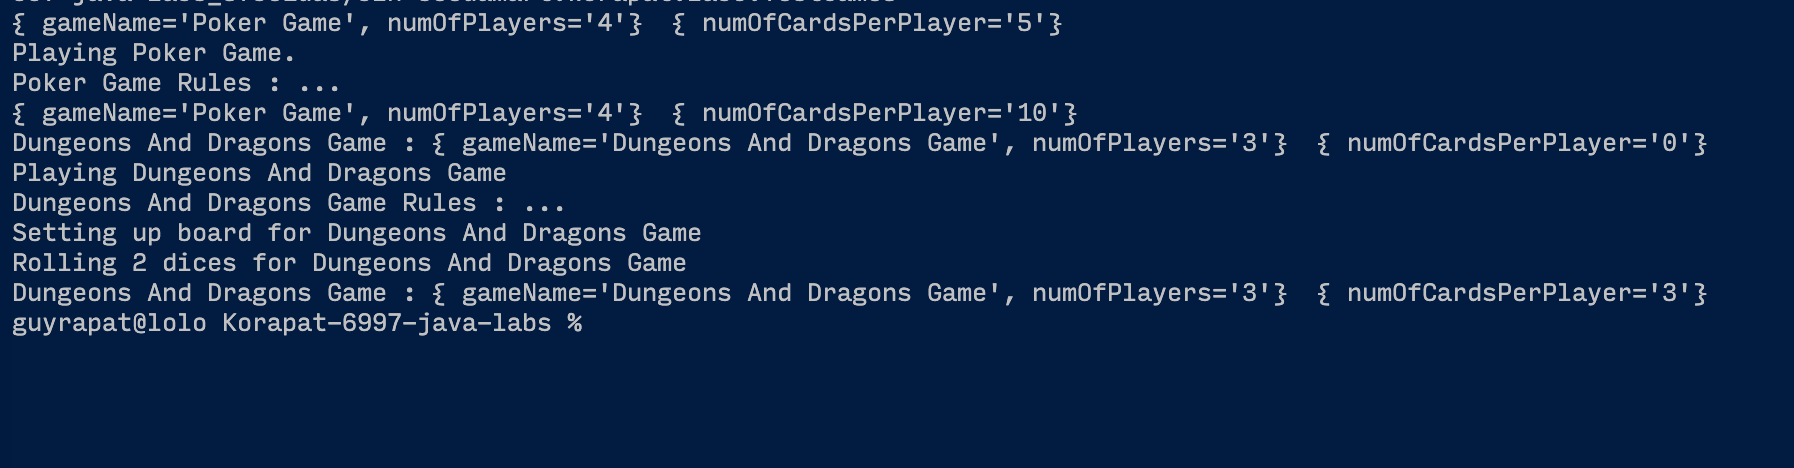 { gameName='Poker Game', numOfPlayers='4'}  { numOfCardsPerPlayer='5'}
Playing Poker Game.
Poker Game Rules : ...
{ gameName='Poker Game', numOfPlayers='4'}  { numOfCardsPerPlayer='10'}
Dungeons And Dragons Game : { gameName='Dungeons And Dragons Game', numOfPlayers='3'}  { numOfCardsPerPlayer='0'}
Playing Dungeons And Dragons Game
Dungeons And Dragons Game Rules : ...
Setting up board for Dungeons And Dragons Game
Rolling 2 dices for Dungeons And Dragons Game
Dungeons And Dragons Game : { gameName='Dungeons And Dragons Game', numOfPlayers='3'}  { numOfCardsPerPlayer='3'}
guyrapat@lolo Korapat-6997-java-labs %